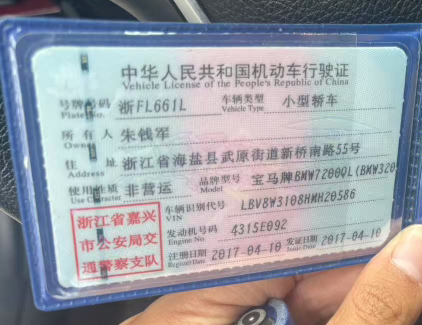 中华人民共和国机动车行驶证
Vehicle License of the People's Republic of China
号牌号码 浙FL661L 车辆类型 小型轿车
Plate No. Vehicle Type
所有人 朱钱军
Owner
住址 浙江省海盐县武原街道新桥南路55号
Address
使用性质 非营运 品牌型号 宝马牌BMW7200QL(BMW320
Use Character
浙江省嘉兴
市公安局交
通警察支队
车辆识别代号 LBV8W3108HMH20586
VIN
发动机号码 4315E092
Engine No.
注册日期 2017-04-10 发证日期 2017-04-10
Register Date Issue Date